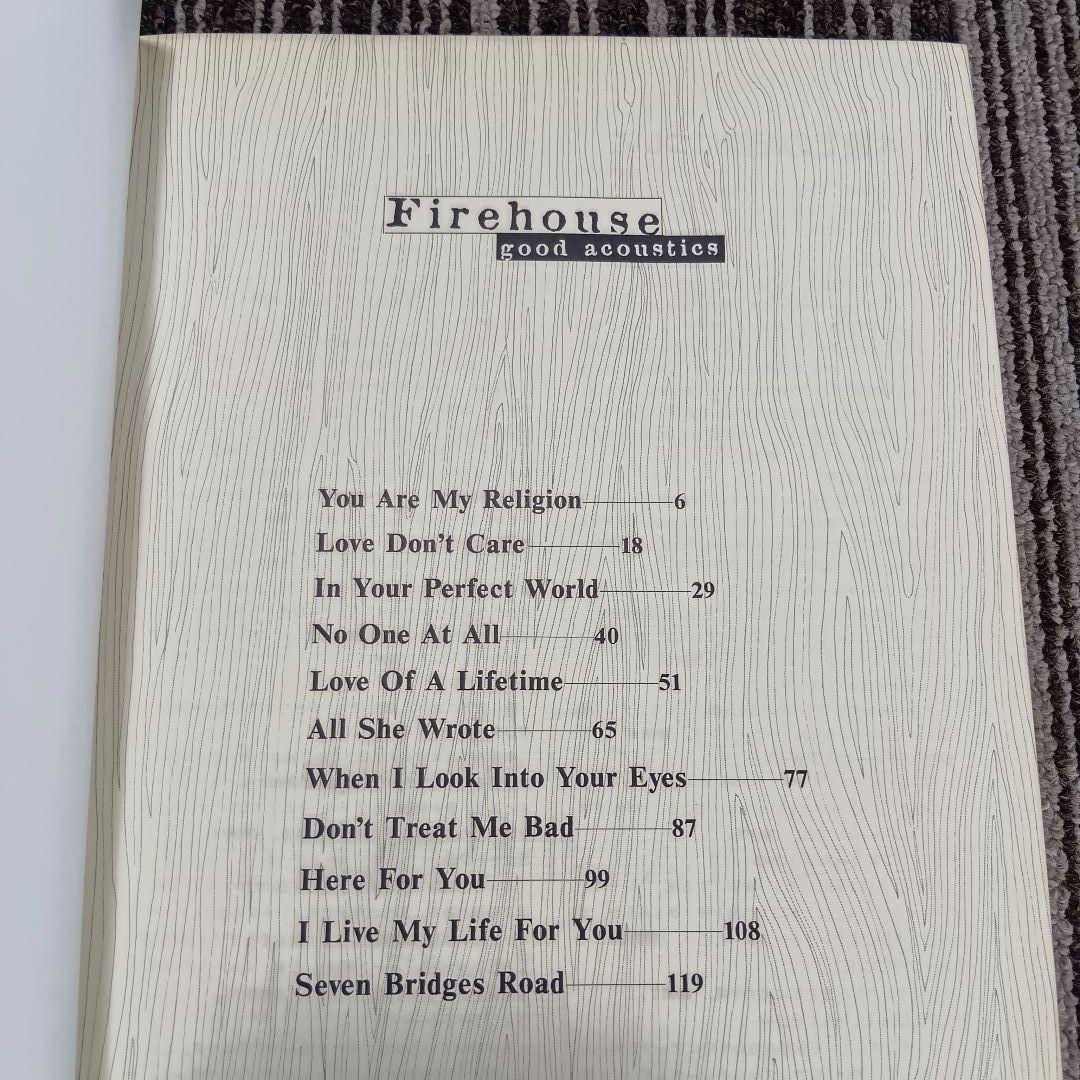 Firehouse
good acoustics
You Are My Religion 6
Love Don't Care 18
In Your Perfect World 29
No One At All 40
Love Of A Lifetime 51
All She Wrote 65
When I Look Into Your Eyes 77
Don't Treat Me Bad 87
Here For You 99
I Live My Life For You 108
Seven Bridges Road 119